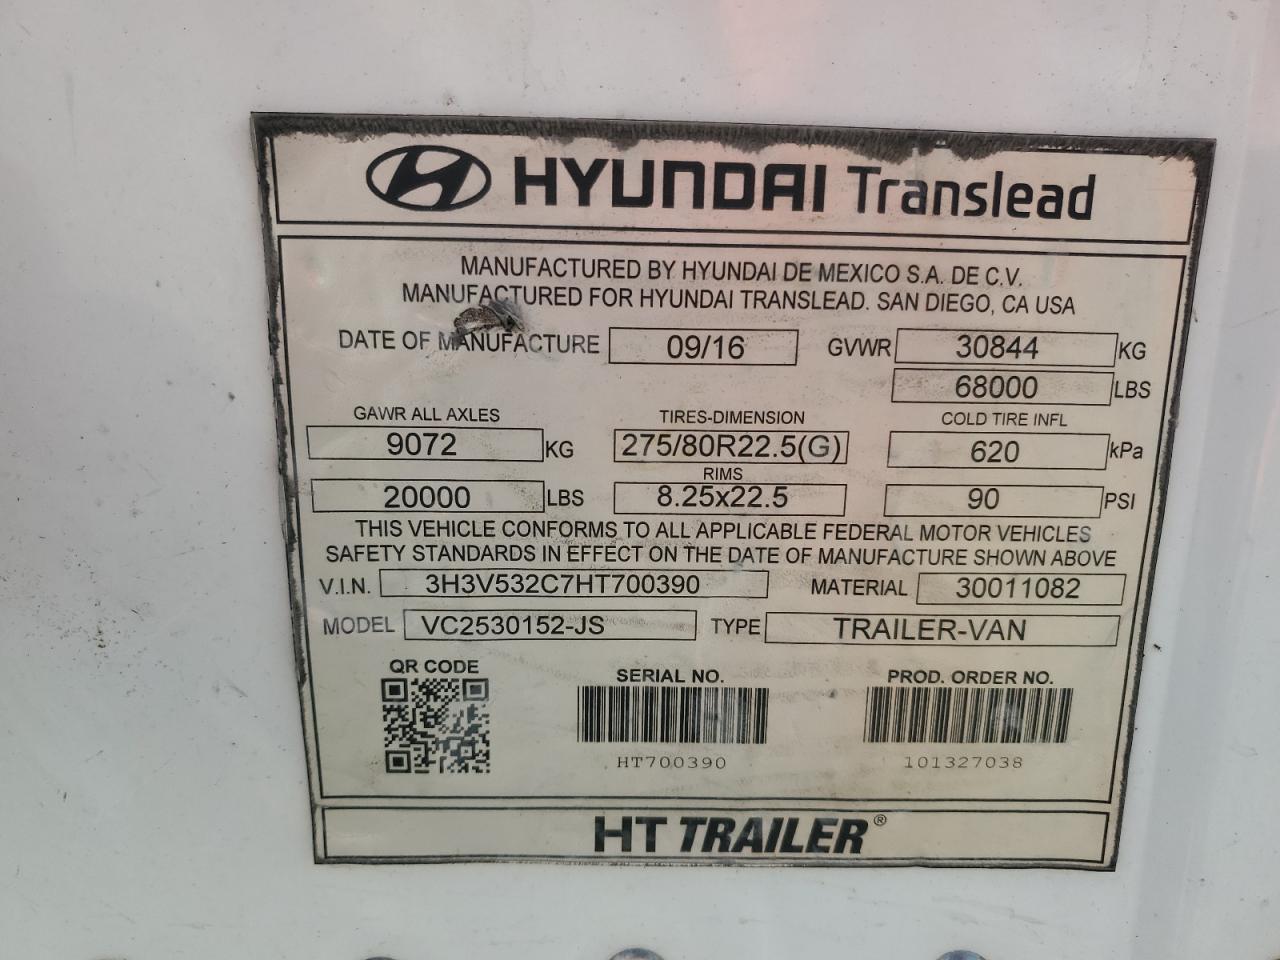 HYUNDAI Translead
MANUFACTURED BY HYUNDAI DE MEXICO S.A. DE C.V.
MANUFACTURED FOR HYUNDAI TRANSLEAD. SAN DIEGO, CA USA
DATE OF MANUFACTURE 09/16 GVWR 30844 KG
68000 LBS
GAWR ALL AXLES TIRES-DIMENSION COLD TIRE INFL
9072 KG 275/80R22.5(G) 620 kPa
RIMS
20000 LBS 8.25x22.5 90 PSI
THIS VEHICLE CONFORMS TO ALL APPLICABLE FEDERAL MOTOR VEHICLES
SAFETY STANDARDS IN EFFECT ON THE DATE OF MANUFACTURE SHOWN ABOVE
V.I.N. 3H3V532C7HT700390 MATERIAL 30011082
MODEL VC2530152-JS TYPE TRAILER-VAN
QR CODE SERIAL NO. PROD. ORDER NO.
HT700390 101327038
HT TRAILER®